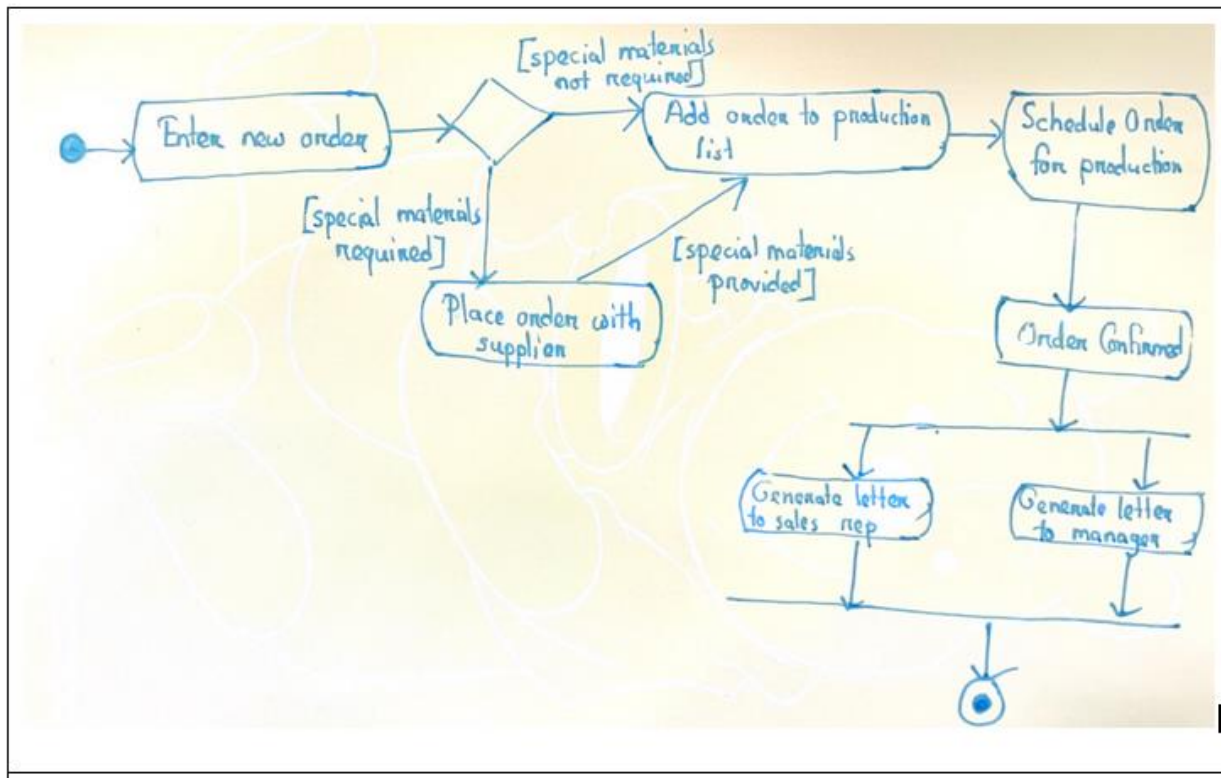 [special materials
not required]
Enter new order
Add order to production
list
Schedule Order
for production
[special materials
required]
[special materials
provided]
Place order with
supplier
Order Confirmed
Generate letter
to sales rep
Generate letter
to manager